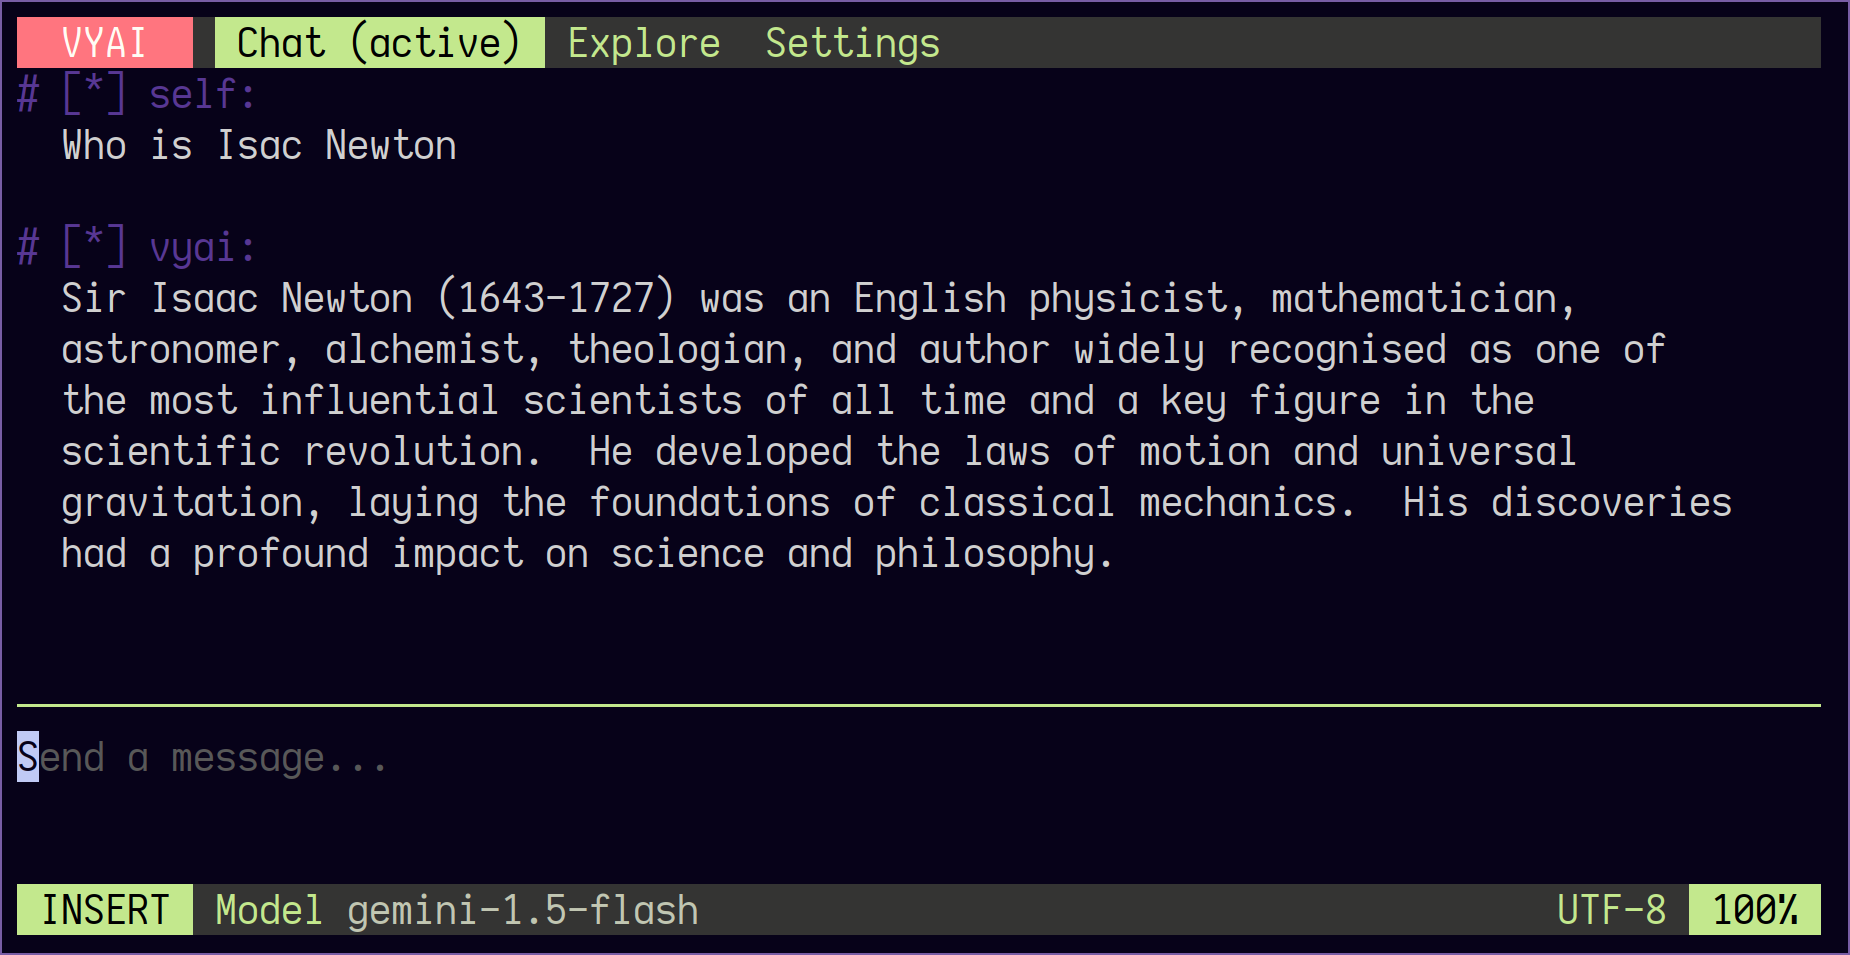 VYAI Chat (active) Explore Settings
# [*] self:
Who is Isac Newton
# [*] vyai:
Sir Isaac Newton (1643-1727) was an English physicist, mathematician,
astronomer, alchemist, theologian, and author widely recognised as one of
the most influential scientists of all time and a key figure in the
scientific revolution.  He developed the laws of motion and universal
gravitation, laying the foundations of classical mechanics.  His discoveries
had a profound impact on science and philosophy.
Send a message...
INSERT Model gemini-1.5-flash UTF-8 100%